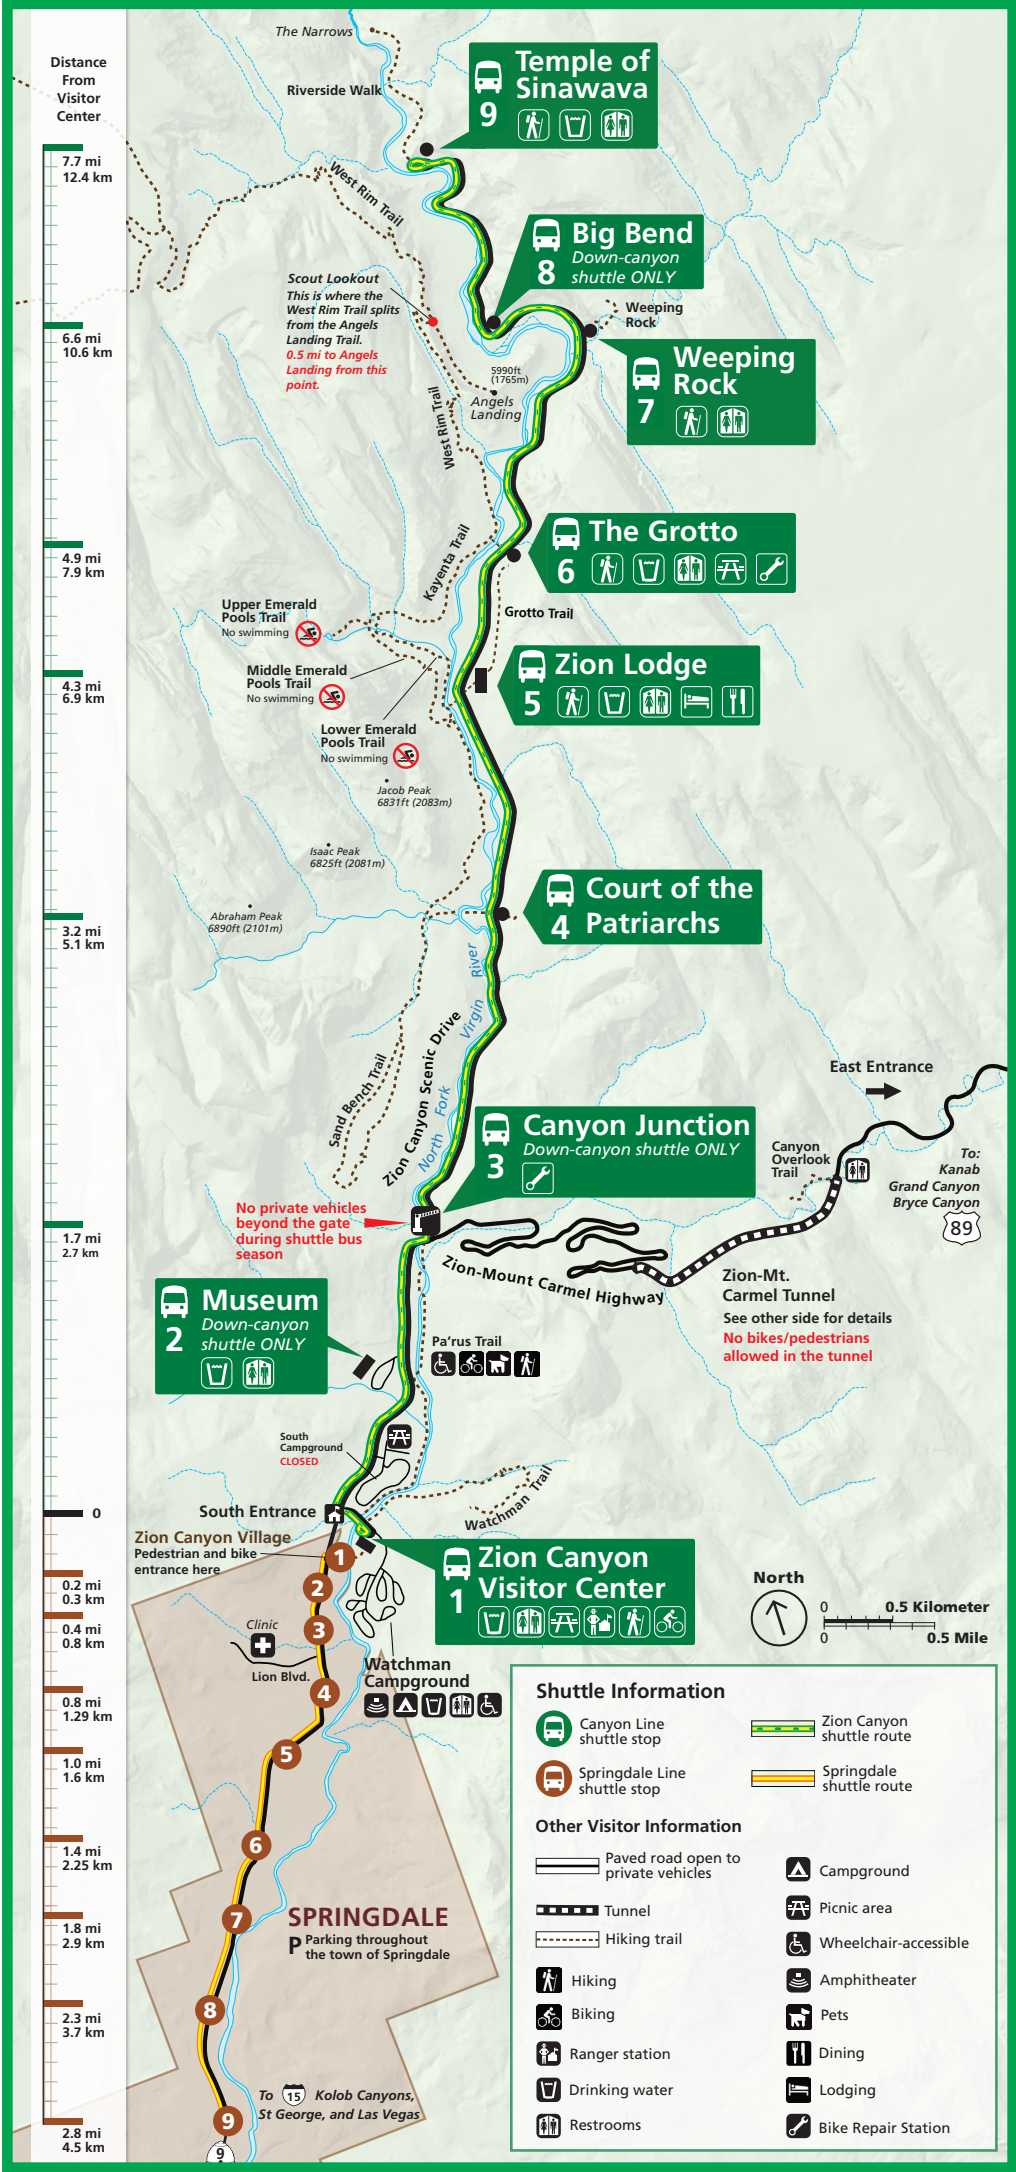 Distance
From
Visitor
Center
The Narrows
Riverside Walk
Temple of
Sinawava
9
7.7 mi
12.4 km
West Rim Trail
Big Bend
Down-canyon
shuttle ONLY
8
Scout Lookout
This is where the
West Rim Trail splits
from the Angels
Landing Trail.
0.5 mi to Angels
Landing from this
point.
Weeping
Rock
6.6 mi
10.6 km
Weeping
Rock
7
5990ft
(1765m)
Angels
Landing
West Rim Trail
The Grotto
6
4.9 mi
7.9 km
Kayenta Trail
Grotto Trail
Upper Emerald
Pools Trail
No swimming
Middle Emerald
Pools Trail
No swimming
Zion Lodge
5
4.3 mi
6.9 km
Lower Emerald
Pools Trail
No swimming
Jacob Peak
6831ft (2083m)
Isaac Peak
6825ft (2081m)
Abraham Peak
6890ft (2101m)
Court of the
Patriarchs
4
3.2 mi
5.1 km
North Fork Virgin River
Zion Canyon Scenic Drive
Sand Bench Trail
East Entrance
Canyon Junction
Down-canyon shuttle ONLY
3
Canyon
Overlook
Trail
To:
Kanab
Grand Canyon
Bryce Canyon
89
No private vehicles
beyond the gate
during shuttle bus
season
1.7 mi
2.7 km
Zion-Mount Carmel Highway
Zion-Mt.
Carmel Tunnel
See other side for details
No bikes/pedestrians
allowed in the tunnel
Museum
Down-canyon
shuttle ONLY
2
Pa'rus Trail
South
Campground
CLOSED
Watchman Trail
South Entrance
0
Zion Canyon Village
Pedestrian and bike
entrance here
Zion Canyon
Visitor Center
1
1
2
3
4
5
6
7
8
9
0.2 mi
0.3 km
0.4 mi
0.8 km
0.8 mi
1.29 km
1.0 mi
1.6 km
1.4 mi
2.25 km
1.8 mi
2.9 km
2.3 mi
3.7 km
2.8 mi
4.5 km
Clinic
Lion Blvd.
Watchman
Campground
North
0 0.5 Kilometer
0 0.5 Mile
SPRINGDALE
P Parking throughout
the town of Springdale
To 15 Kolob Canyons,
St George, and Las Vegas
9
Shuttle Information
Canyon Line
shuttle stop
Zion Canyon
shuttle route
Springdale Line
shuttle stop
Springdale
shuttle route
Other Visitor Information
Paved road open to
private vehicles
Tunnel
Hiking trail
Hiking
Biking
Ranger station
Drinking water
Restrooms
Campground
Picnic area
Wheelchair-accessible
Amphitheater
Pets
Dining
Lodging
Bike Repair Station